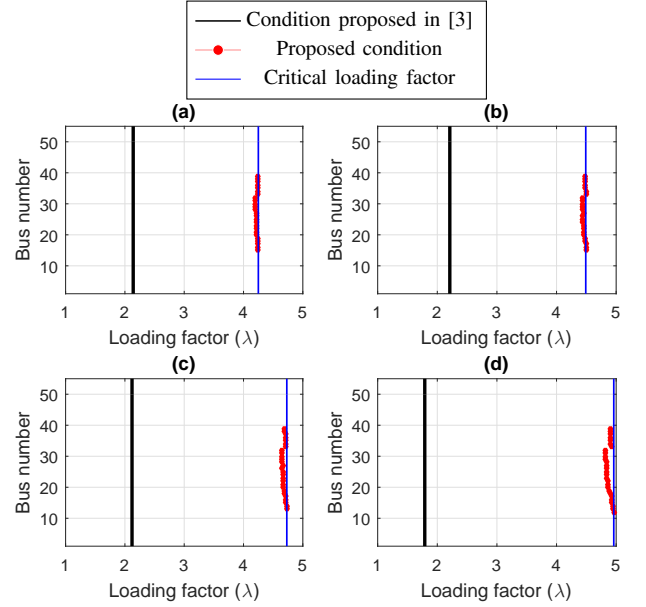 Condition proposed in [3]
Proposed condition
Critical loading factor
(a)
(b)
Bus number
50
40
30
20
10
1 2 3 4 5
Loading factor (λ)
Bus number
50
40
30
20
10
1 2 3 4 5
Loading factor (λ)
(c)
(d)
Bus number
50
40
30
20
10
1 2 3 4 5
Loading factor (λ)
Bus number
50
40
30
20
10
1 2 3 4 5
Loading factor (λ)